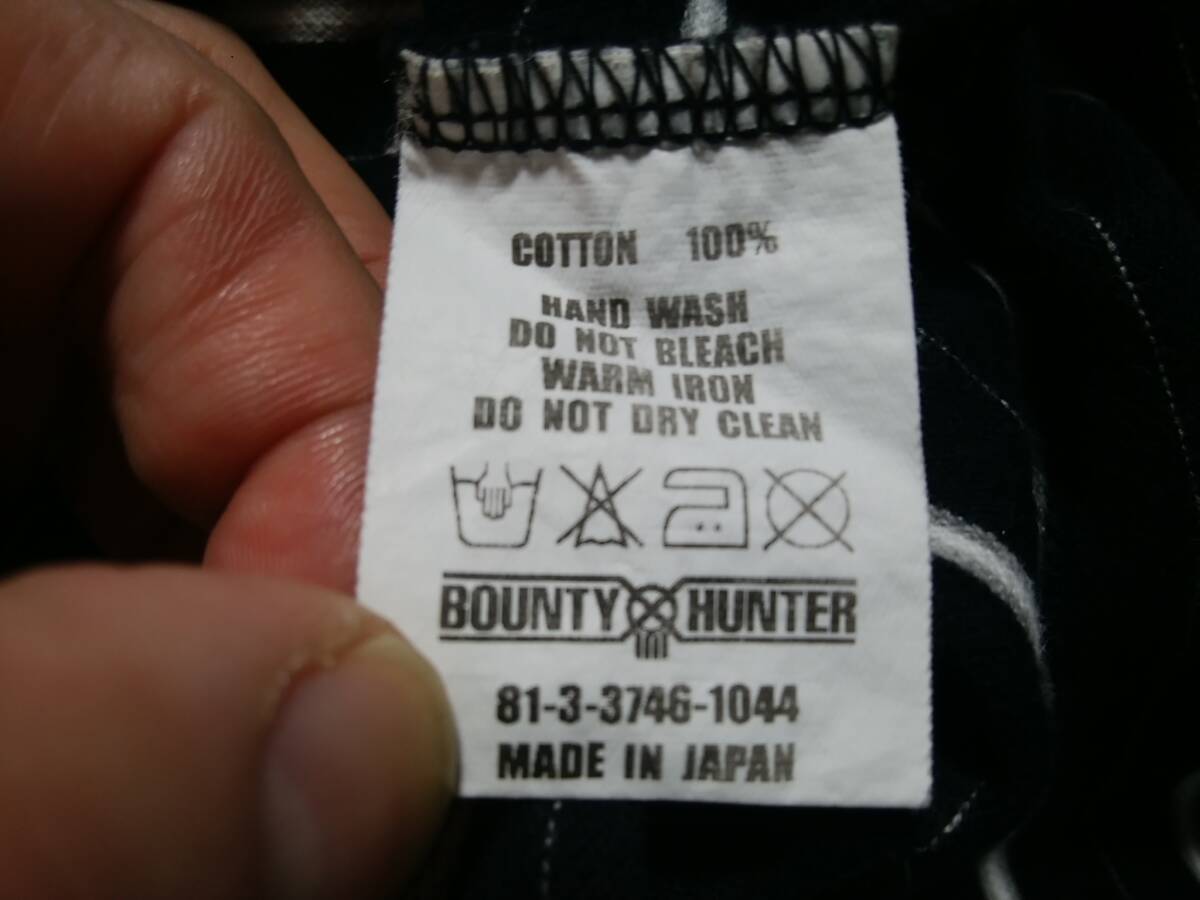 COTTON 100%
HAND WASH
DO NOT BLEACH
WARM IRON
DO NOT DRY CLEAN
BOUNTY HUNTER
81-3-3746-1044
MADE IN JAPAN